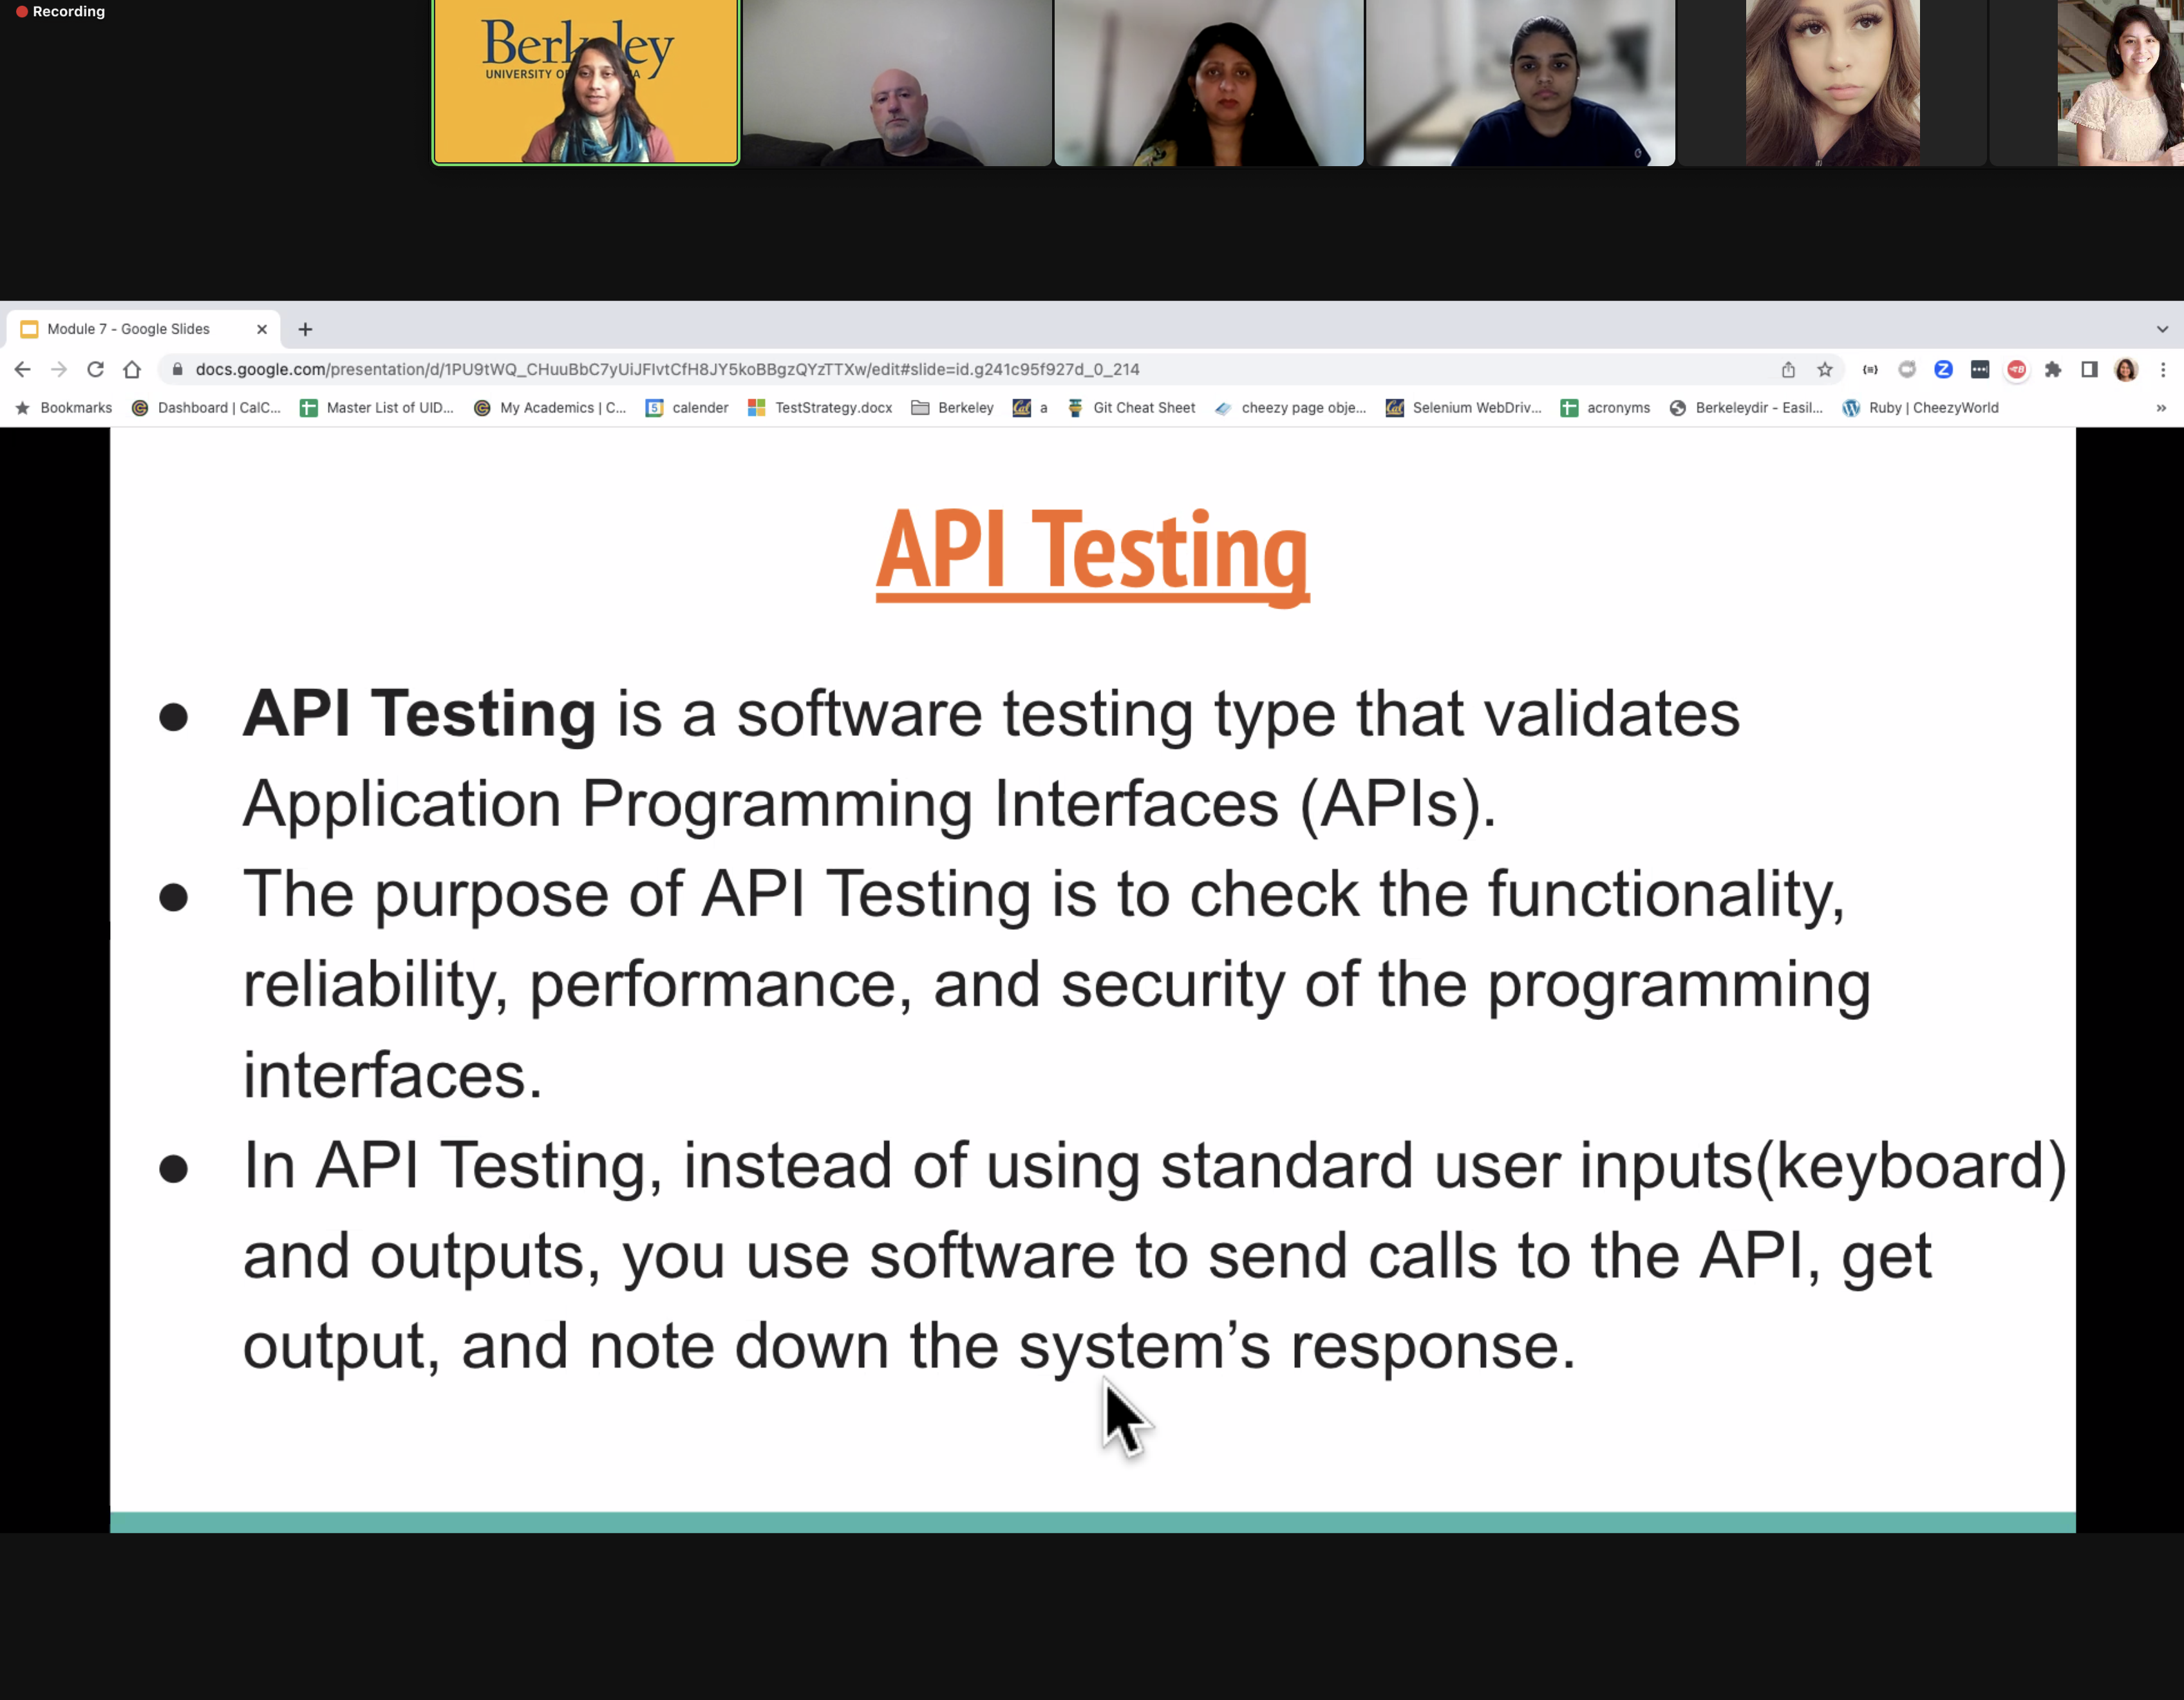 Recording
Berkeley
UNIVERSITY O
Module 7 - Google Slides
docs.google.com/presentation/d/1PU9tWQ_CHuuBbC7yUiJFIvtCfH8JY5koBBgzQYzTTXw/edit#slide=id.g241c95f927d_0_214
Bookmarks Dashboard | CalC... Master List of UID... My Academics | C... 5 calender TestStrategy.docx Berkeley Cal a Git Cheat Sheet cheezy page obje... Cal Selenium WebDriv... acronyms Berkeleydir - Easil... Ruby | CheezyWorld
API Testing
● API Testing is a software testing type that validates
Application Programming Interfaces (APIs).
● The purpose of API Testing is to check the functionality,
reliability, performance, and security of the programming
interfaces.
● In API Testing, instead of using standard user inputs(keyboard)
and outputs, you use software to send calls to the API, get
output, and note down the system’s response.